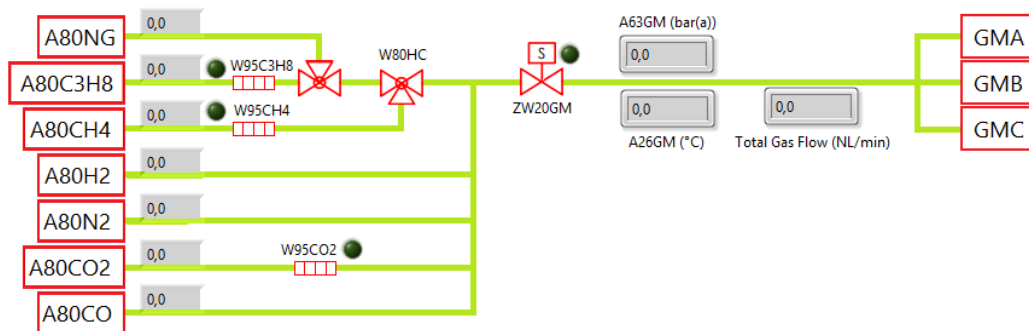 A80NG
0,0
A80C3H8
0,0
W95C3H8
W80HC
A80CH4
0,0
W95CH4
A80H2
0,0
A80N2
0,0
A80CO2
0,0
W95CO2
A80CO
0,0
S
ZW20GM
A63GM (bar(a))
0,0
0,0
A26GM (°C)
0,0
Total Gas Flow (NL/min)
GMA
GMB
GMC